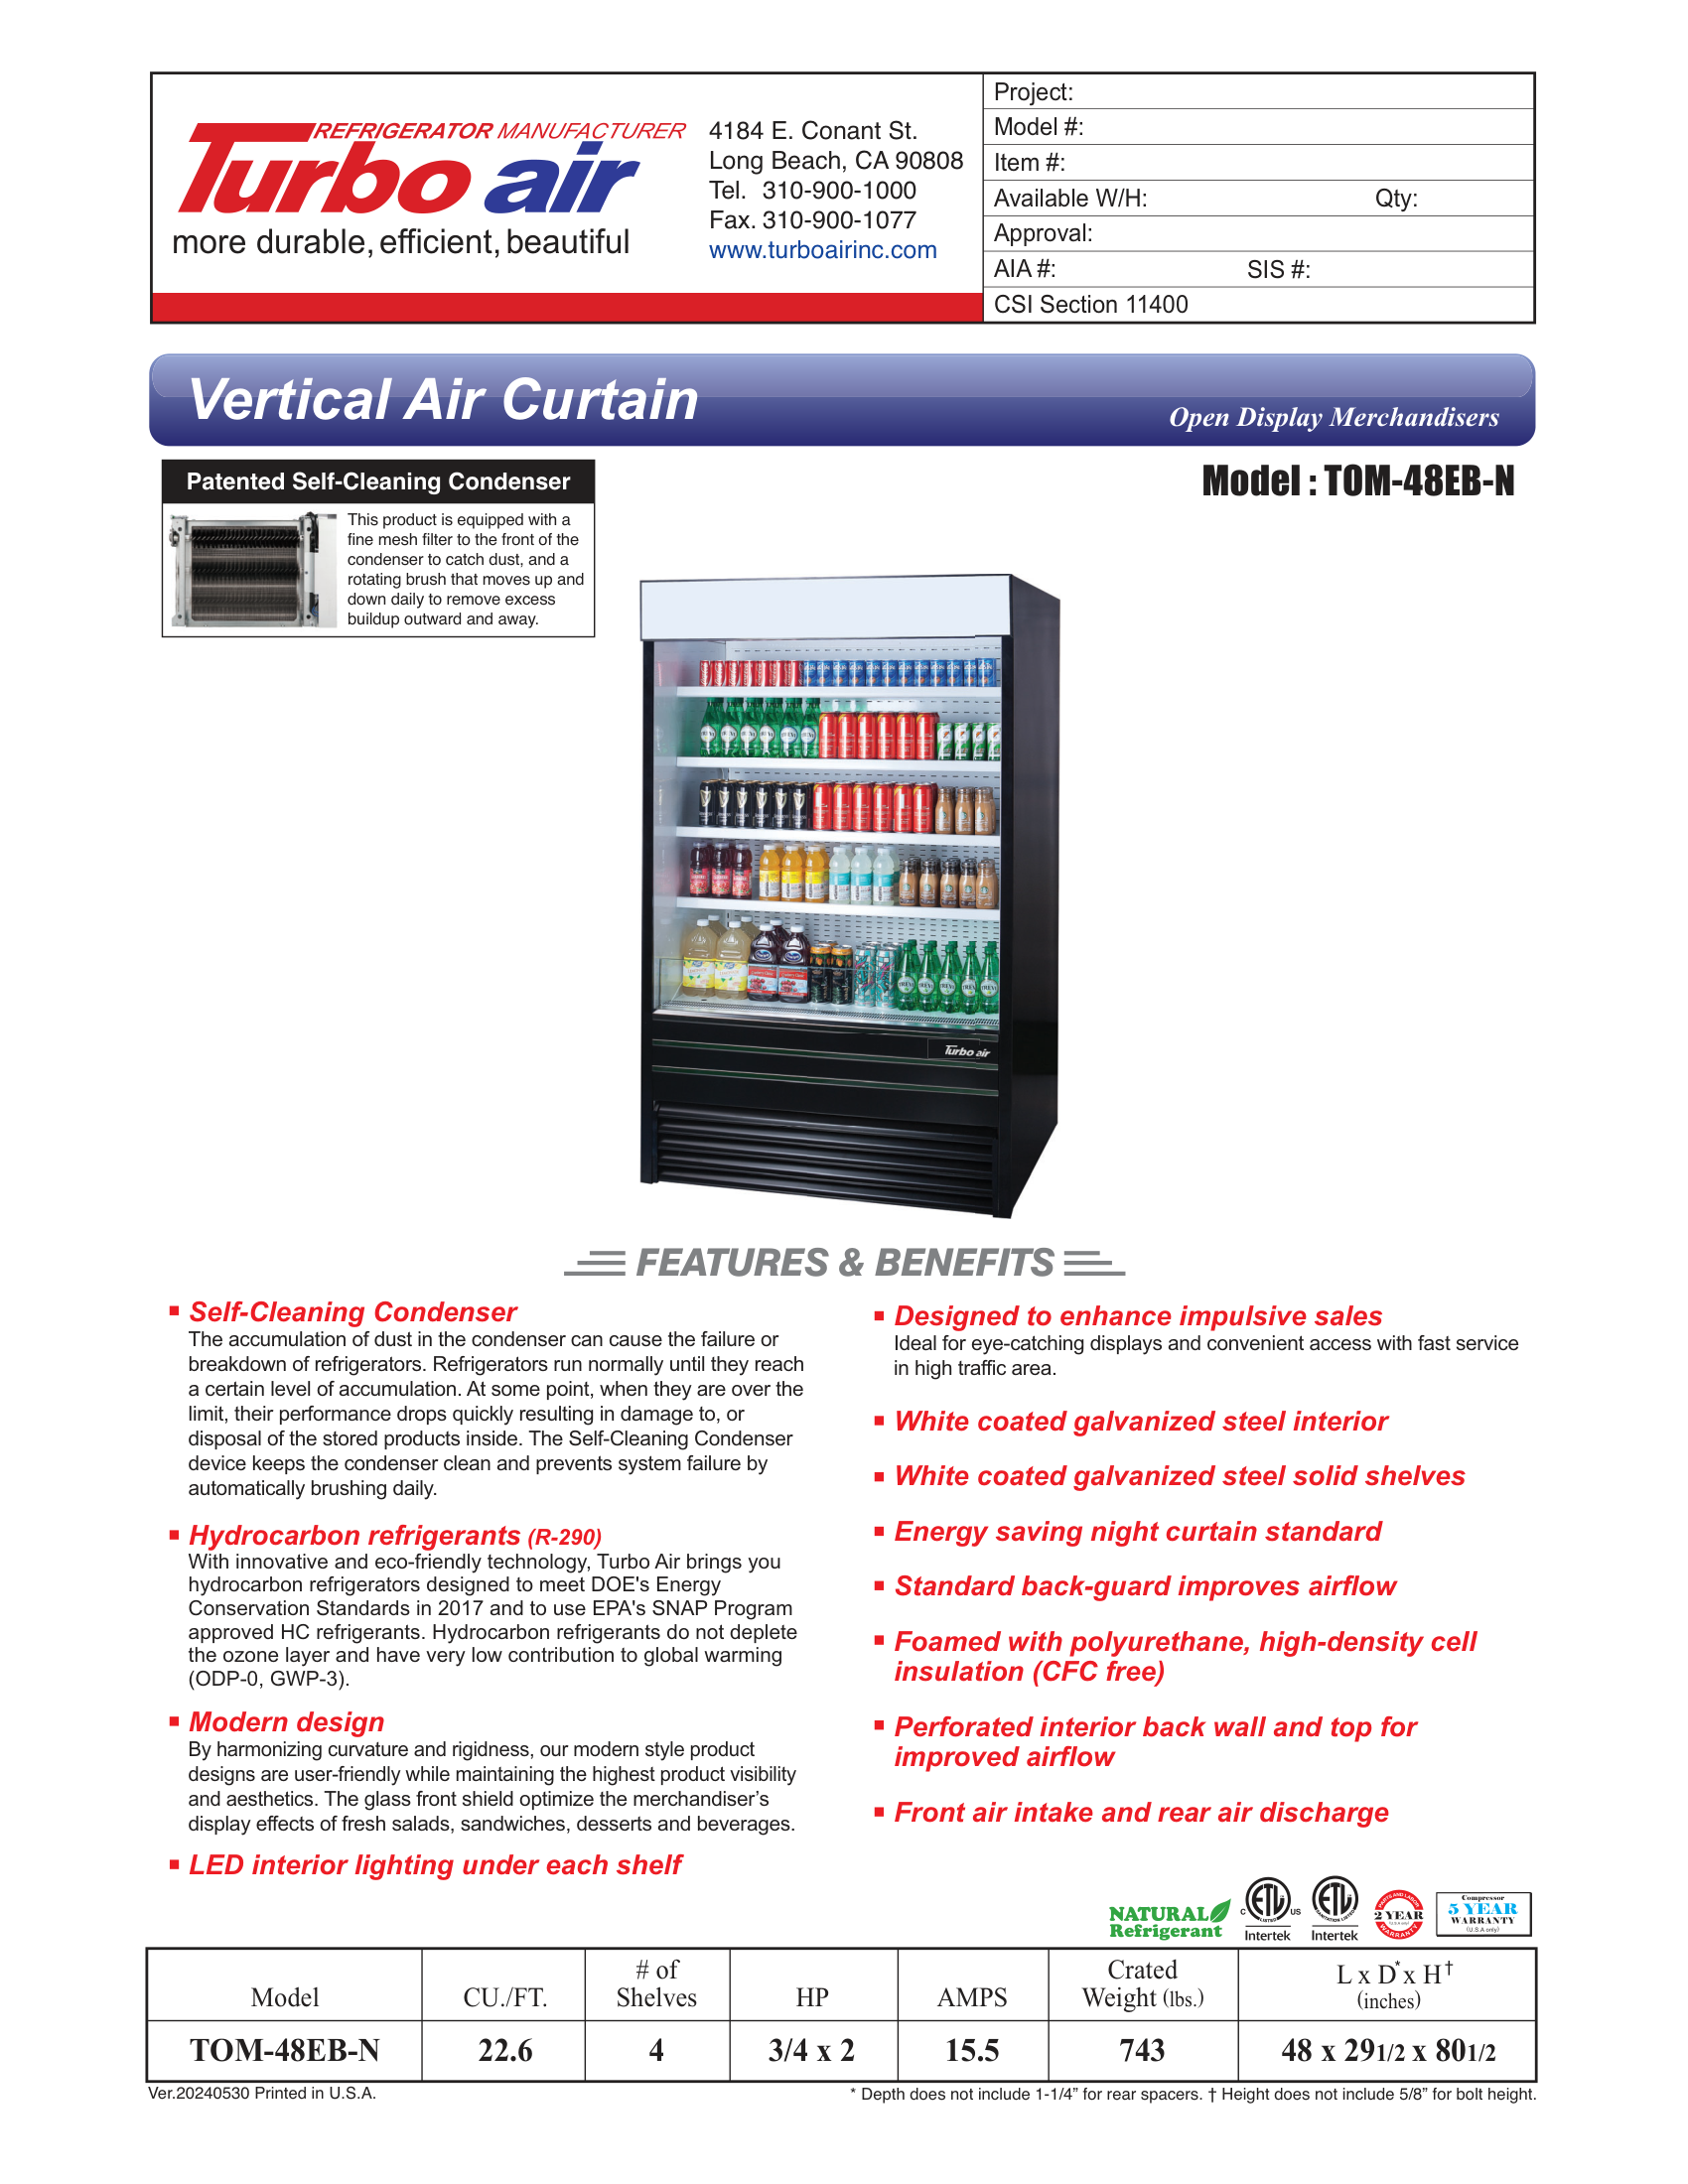 REFRIGERATOR MANUFACTURER
Turbo air
more durable, efficient, beautiful
4184 E. Conant St.
Long Beach, CA 90808
Tel. 310-900-1000
Fax. 310-900-1077
www.turboairinc.com
Project:
Model #:
Item #:
Available W/H: Qty:
Approval:
AIA #: SIS #:
CSI Section 11400
Vertical Air Curtain
Open Display Merchandisers
Patented Self-Cleaning Condenser
This product is equipped with a
fine mesh filter to the front of the
condenser to catch dust, and a
rotating brush that moves up and
down daily to remove excess
buildup outward and away.
Model : TOM-48EB-N
Turbo air
FEATURES & BENEFITS
Self-Cleaning Condenser
The accumulation of dust in the condenser can cause the failure or
breakdown of refrigerators. Refrigerators run normally until they reach
a certain level of accumulation. At some point, when they are over the
limit, their performance drops quickly resulting in damage to, or
disposal of the stored products inside. The Self-Cleaning Condenser
device keeps the condenser clean and prevents system failure by
automatically brushing daily.
Hydrocarbon refrigerants (R-290)
With innovative and eco-friendly technology, Turbo Air brings you
hydrocarbon refrigerators designed to meet DOE's Energy
Conservation Standards in 2017 and to use EPA's SNAP Program
approved HC refrigerants. Hydrocarbon refrigerants do not deplete
the ozone layer and have very low contribution to global warming
(ODP-0, GWP-3).
Modern design
By harmonizing curvature and rigidness, our modern style product
designs are user-friendly while maintaining the highest product visibility
and aesthetics. The glass front shield optimize the merchandiser’s
display effects of fresh salads, sandwiches, desserts and beverages.
LED interior lighting under each shelf
Designed to enhance impulsive sales
Ideal for eye-catching displays and convenient access with fast service
in high traffic area.
White coated galvanized steel interior
White coated galvanized steel solid shelves
Energy saving night curtain standard
Standard back-guard improves airflow
Foamed with polyurethane, high-density cell
insulation (CFC free)
Perforated interior back wall and top for
improved airflow
Front air intake and rear air discharge
NATURAL
Refrigerant
C ETL US
LISTED
Intertek
ETL
SANITATION LISTED
Intertek
PARTS AND LABOR
2 YEAR
(U.S.A only)
WARRANTY
Compressor
5 YEAR
WARRANTY
(U.S.A only)
Model CU./FT. # of Shelves HP AMPS Crated Weight (lbs.) L x D* x H† (inches)
TOM-48EB-N 22.6 4 3/4 x 2 15.5 743 48 x 291/2 x 801/2
Ver.20240530 Printed in U.S.A.
* Depth does not include 1-1/4” for rear spacers. † Height does not include 5/8” for bolt height.